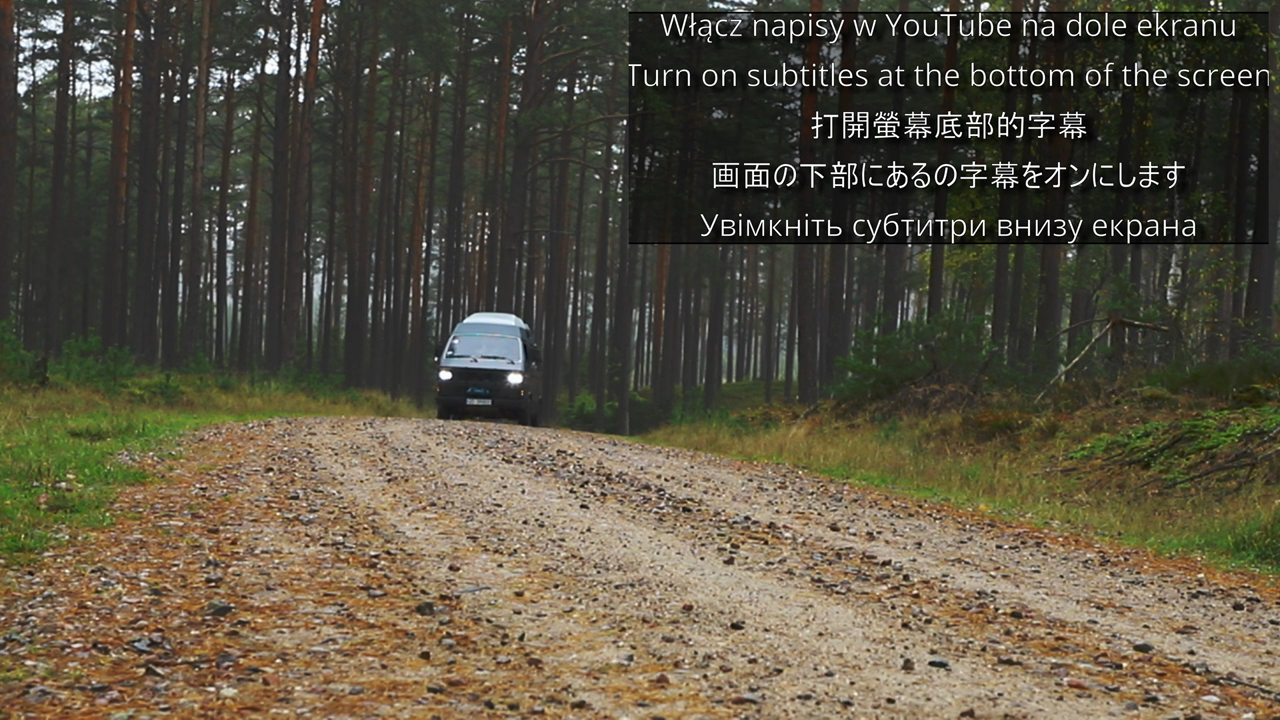 Włącz napisy w YouTube na dole ekranu
Turn on subtitles at the bottom of the screen
打開螢幕底部的字幕
画面の下部にあるの字幕をオンにします
Увімкніть субтитри внизу екрана